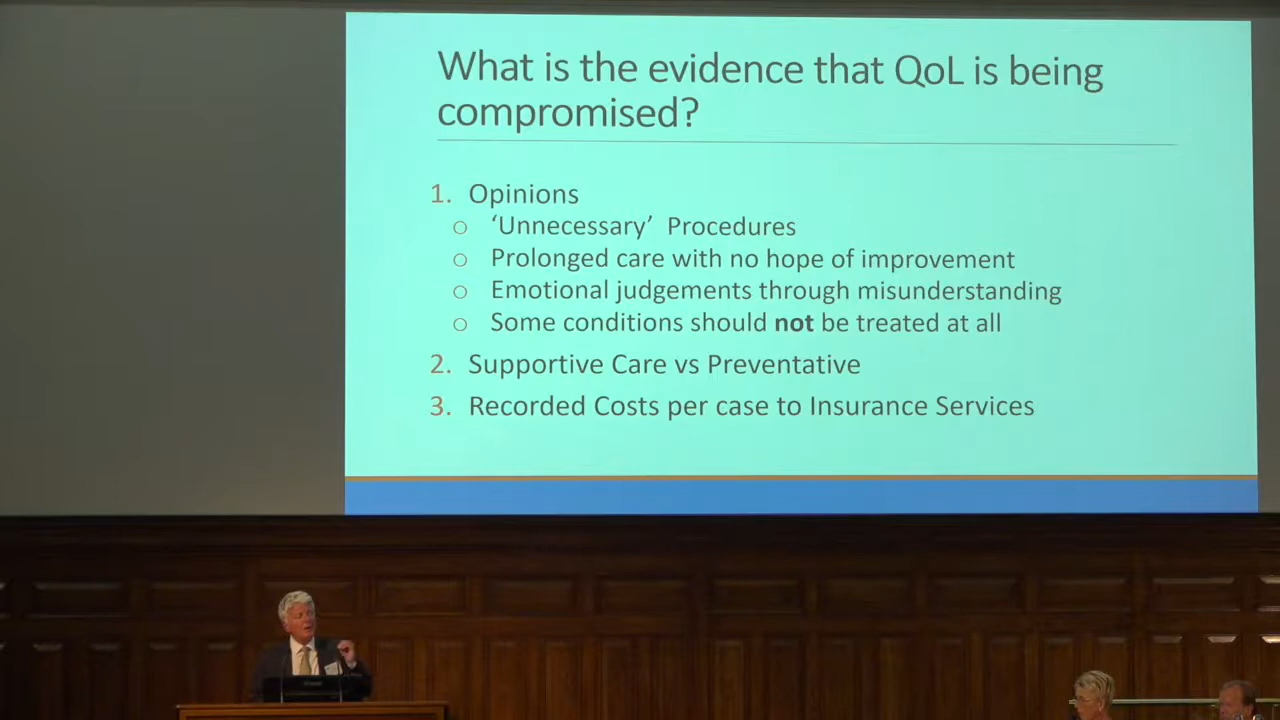 What is the evidence that QoL is being
compromised?
1. Opinions
o ‘Unnecessary’ Procedures
o Prolonged care with no hope of improvement
o Emotional judgements through misunderstanding
o Some conditions should not be treated at all
2. Supportive Care vs Preventative
3. Recorded Costs per case to Insurance Services